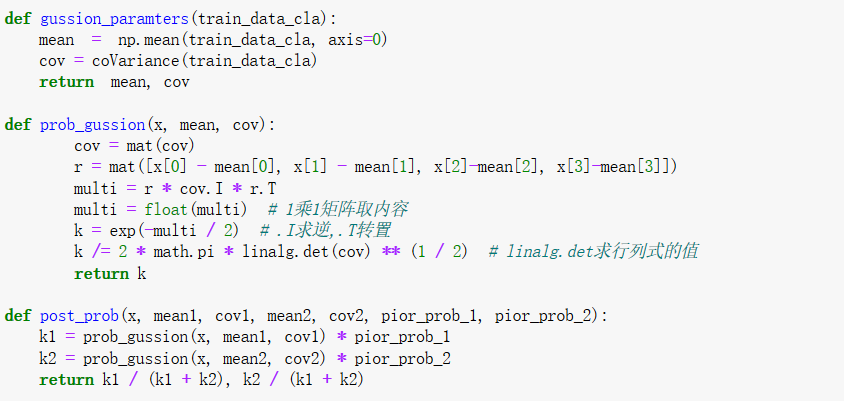 def gussion_paramters(train_data_cla):
    mean  =  np.mean(train_data_cla, axis=0)
    cov = coVariance(train_data_cla)
    return  mean, cov

def prob_gussion(x, mean, cov):
        cov = mat(cov)
        r = mat([x[0] - mean[0], x[1] - mean[1], x[2]-mean[2], x[3]-mean[3]])
        multi = r * cov.I * r.T
        multi = float(multi)  # 1乘1矩阵取内容
        k = exp(-multi / 2)  # .I求逆,.T转置
        k /= 2 * math.pi * linalg.det(cov) ** (1 / 2)  # linalg.det求行列式的值
        return k

def post_prob(x, mean1, cov1, mean2, cov2, pior_prob_1, pior_prob_2):
    k1 = prob_gussion(x, mean1, cov1) * pior_prob_1
    k2 = prob_gussion(x, mean2, cov2) * pior_prob_2
    return k1 / (k1 + k2), k2 / (k1 + k2)